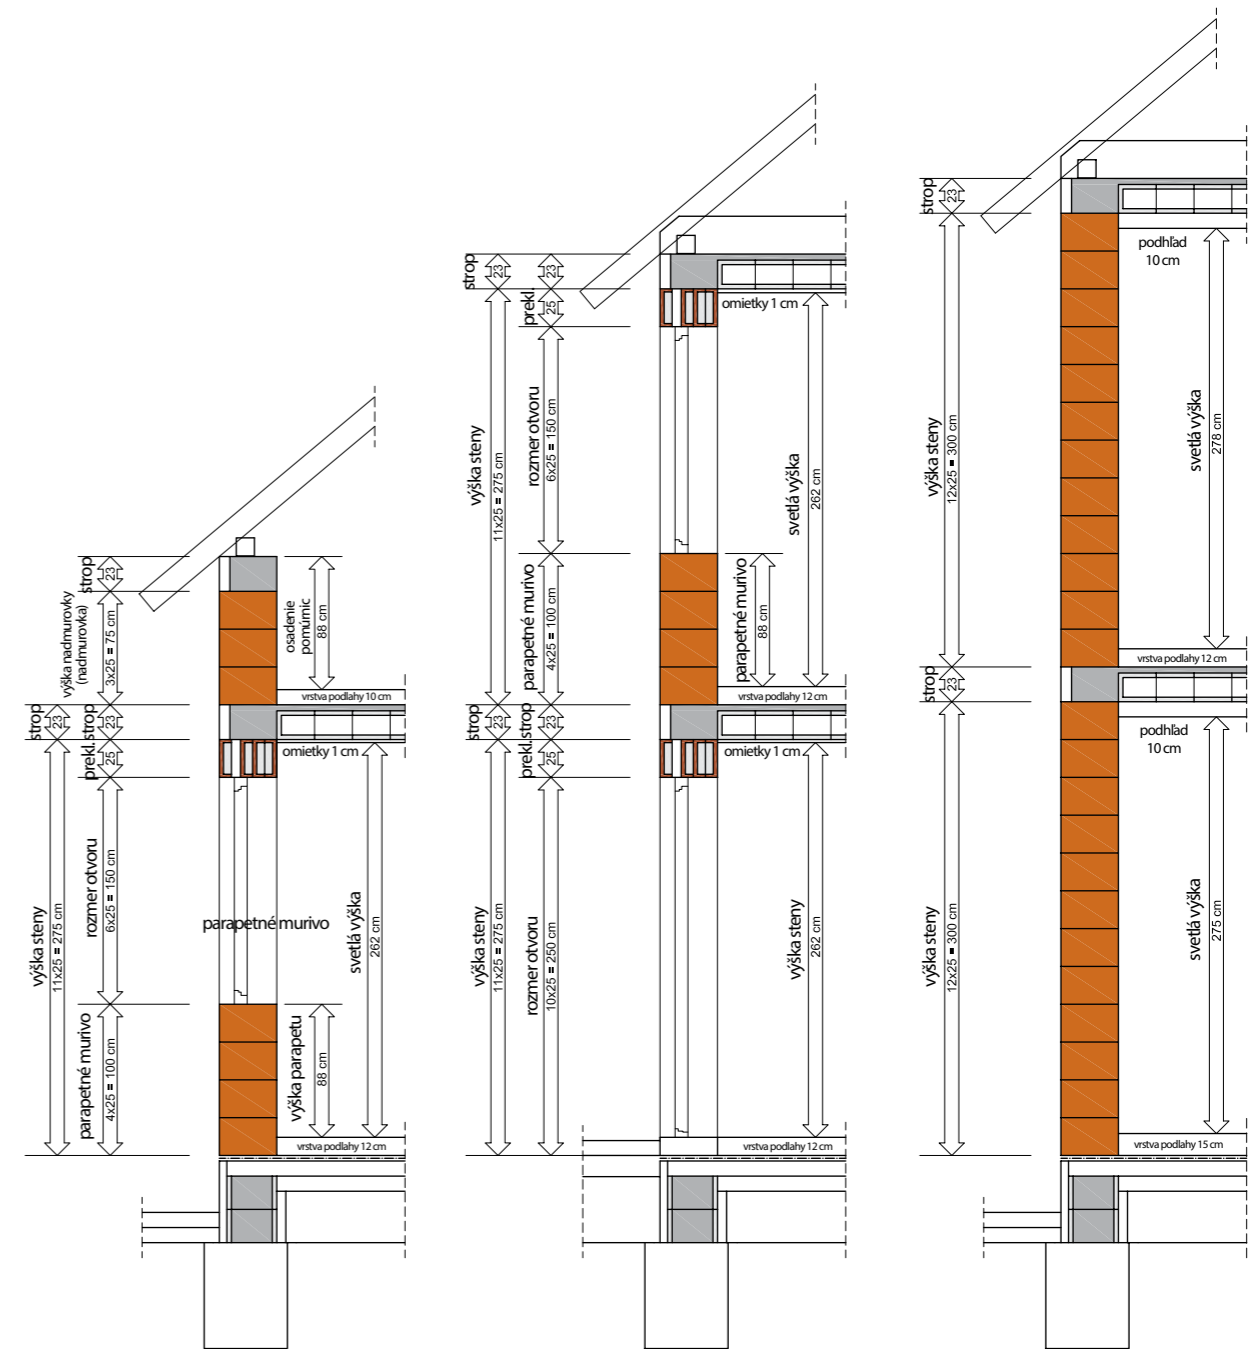 strop
23
výška nadmurovky
(nadmurovka)
3x25 = 75 cm
osadenie
pomúrnic
88 cm
vrstva podlahy 10 cm
strop
23
strop
23
prekl.
25
omietky 1 cm
výška steny
11x25 = 275 cm
rozmer otvoru
6x25 = 150 cm
parapetné murivo
svetlá výška
262 cm
parapetné murivo
4x25 = 100 cm
výška parapetu
88 cm
vrstva podlahy 12 cm
strop
23
23
prekl.
25
omietky 1 cm
výška steny
11x25 = 275 cm
rozmer otvoru
6x25 = 150 cm
svetlá výška
262 cm
parapetné murivo
4x25 = 100 cm
parapetné murivo
88 cm
vrstva podlahy 12 cm
23
strop
23
prekl.
25
omietky 1 cm
výška steny
11x25 = 275 cm
rozmer otvoru
10x25 = 250 cm
výška steny
262 cm
vrstva podlahy 12 cm
strop
23
podhľad
10 cm
výška steny
12x25 = 300 cm
svetlá výška
278 cm
vrstva podlahy 12 cm
strop
23
podhľad
10 cm
výška steny
12x25 = 300 cm
svetlá výška
275 cm
vrstva podlahy 15 cm